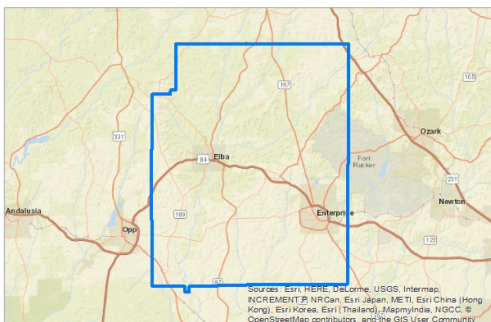 167
105
331
Ozark
84
Elba
Fort
Rucker
231
Andalusia
189
Enterprise
Newton
Opp
123
Sources: Esri, HERE, DeLorme, USGS, Intermap,
INCREMENT P, NRCan, Esri Japan, METI, Esri China (Hong
Kong), Esri Korea, Esri (Thailand), MapmyIndia, NGCC, ©
OpenStreetMap contributors, and the GIS User Community